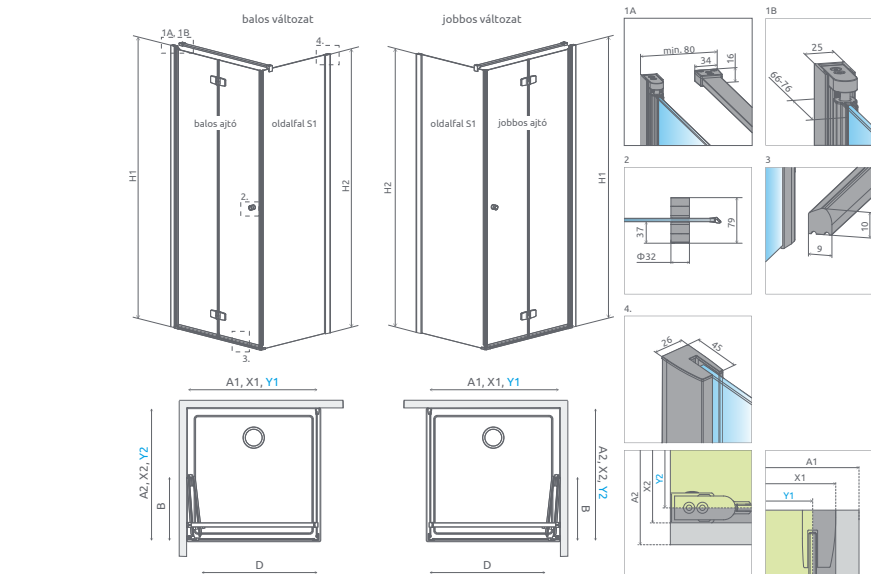 balos változat
jobbos változat
1A
1B
1A 1B
4.
min. 80
34
16
25
66-76
balos ajtó
oldalfal S1
oldalfal S1
jobbos ajtó
H1
H2
H2
H1
2.
3.
2
3
37
79
Φ32
9
10
4.
26
45
A1, X1, Y1
A1, X1, Y1
A2, X2, Y2
A2, X2, Y2
B
B
D
D
A2
X2
Y2
A1
X1
Y1